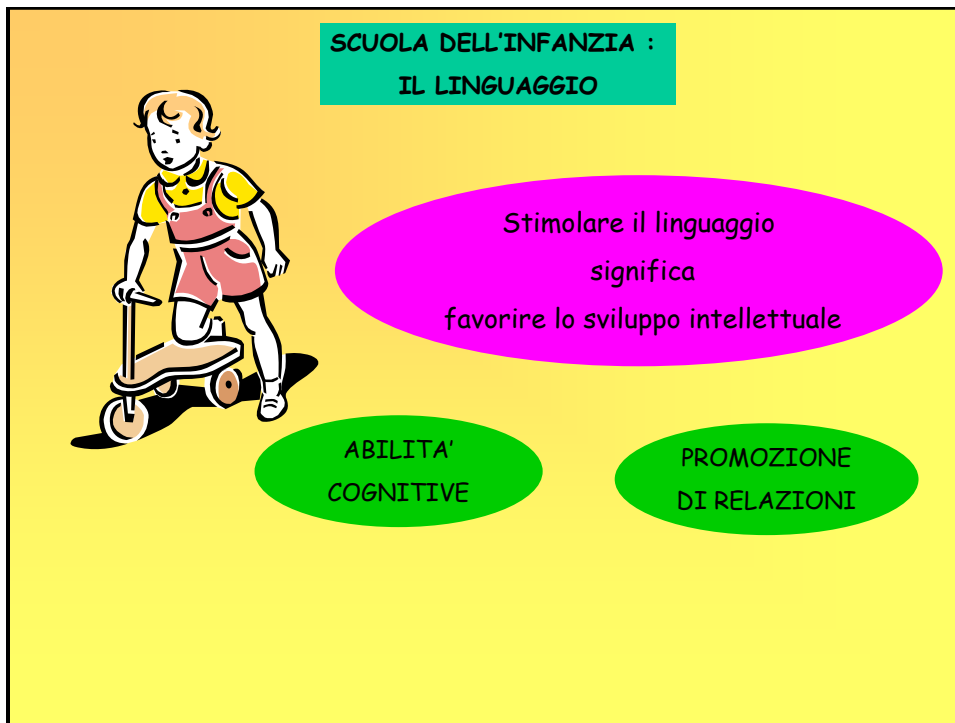 SCUOLA DELL'INFANZIA :
IL LINGUAGGIO
Stimolare il linguaggio
significa
favorire lo sviluppo intellettuale
ABILITA'
COGNITIVE
PROMOZIONE
DI RELAZIONI